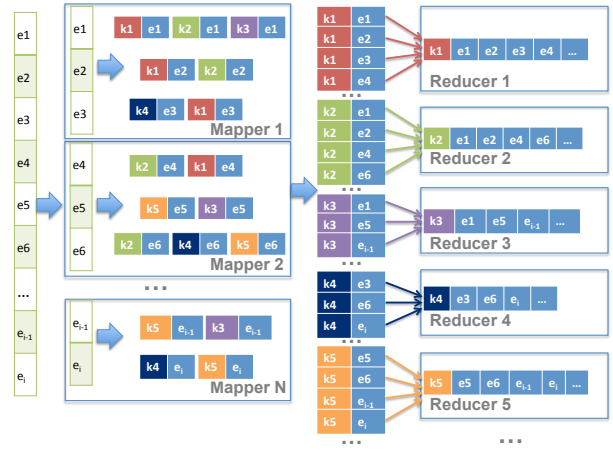 e1
e2
e3
e4
e5
e6
...
ei-1
ei
e1
e2
e3
k1 e1 k2 e1 k3 e1
k1 e2 k2 e2
k4 e3 k1 e3
Mapper 1
e4
e5
e6
k2 e4 k1 e4
k5 e5 k3 e5
k2 e6 k4 e6 k5 e6
Mapper 2
...
ei-1
ei
k5 ei-1 k3 ei-1
k4 ei k5 ei
Mapper N
k1 e1
k1 e2
k1 e3
k1 e4
...
k1 e1 e2 e3 e4 ...
Reducer 1
k2 e1
k2 e2
k2 e4
k2 e6
...
k2 e1 e2 e4 e6 ...
Reducer 2
k3 e1
k3 e5
k3 ei-1
...
k3 e1 e5 ei-1 ...
Reducer 3
k4 e3
k4 e6
k4 ei
...
k4 e3 e6 ei ...
Reducer 4
k5 e5
k5 e6
k5 ei-1
k5 ei
...
k5 e5 e6 ei-1 ei ...
Reducer 5
...